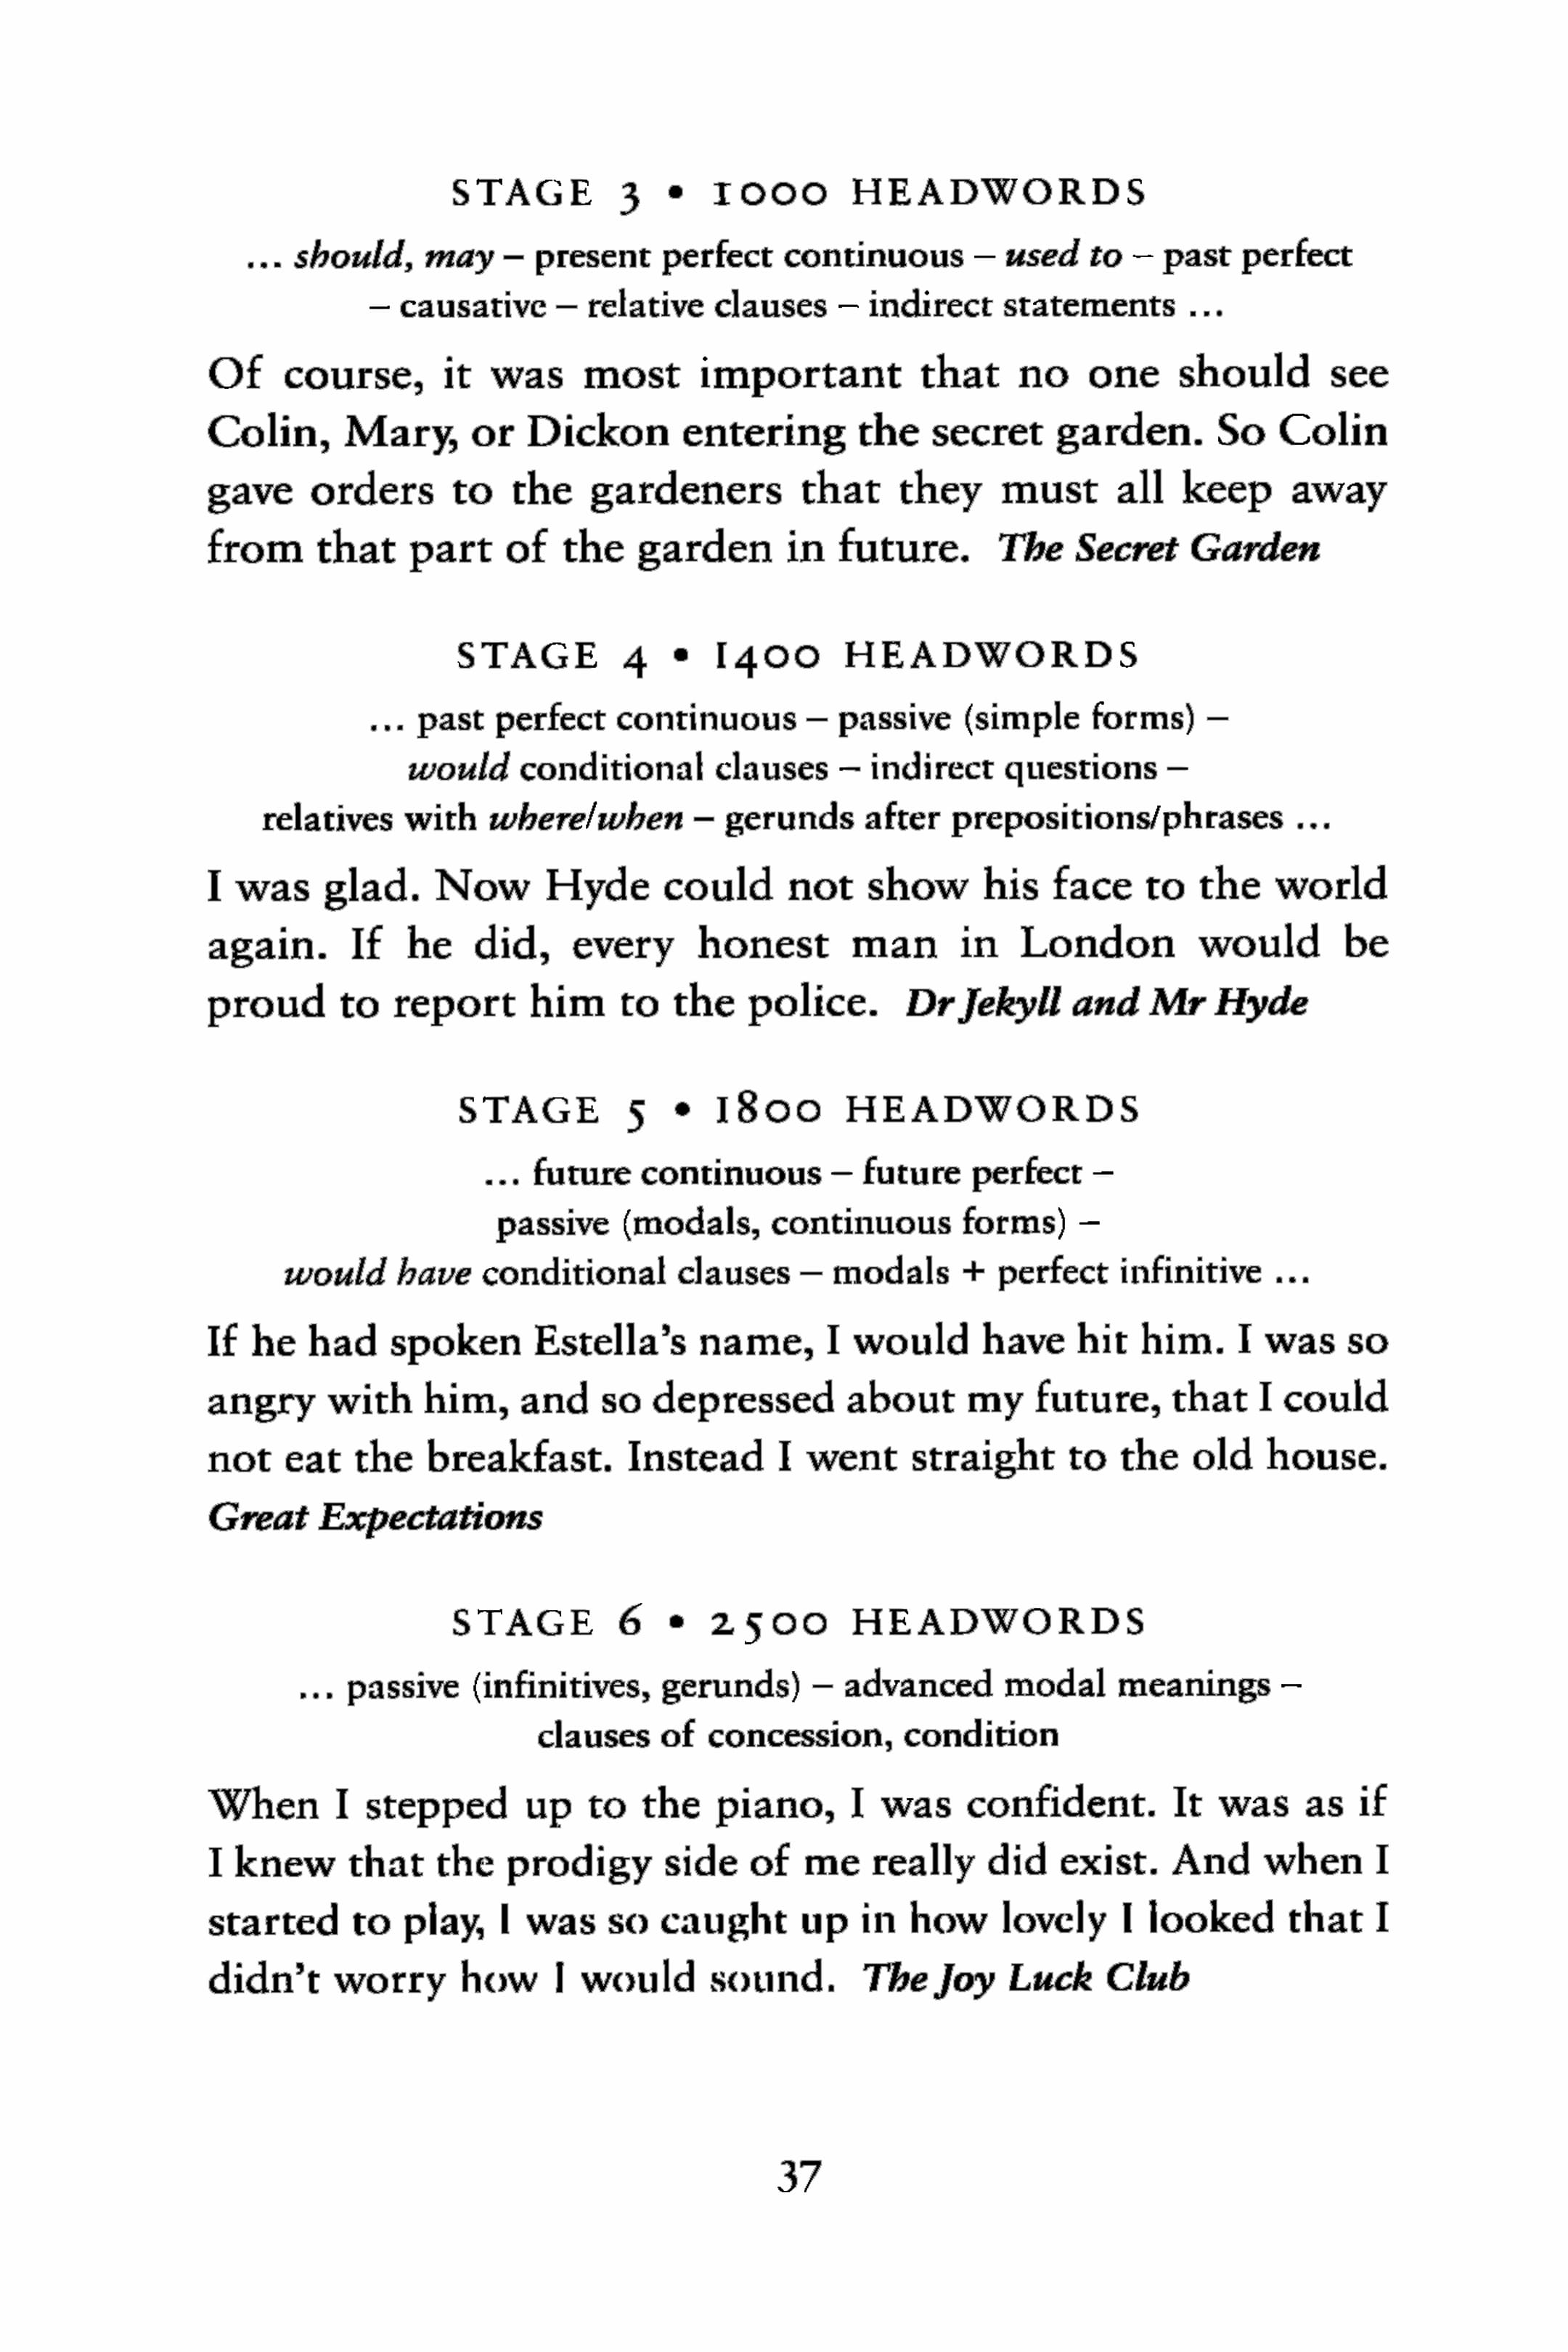 STAGE 3 • 1000 HEADWORDS
... should, may – present perfect continuous – used to – past perfect
– causative – relative clauses – indirect statements ...
Of course, it was most important that no one should see
Colin, Mary, or Dickon entering the secret garden. So Colin
gave orders to the gardeners that they must all keep away
from that part of the garden in future. The Secret Garden
STAGE 4 • 1400 HEADWORDS
... past perfect continuous – passive (simple forms) –
would conditional clauses – indirect questions –
relatives with where/when – gerunds after prepositions/phrases ...
I was glad. Now Hyde could not show his face to the world
again. If he did, every honest man in London would be
proud to report him to the police. Dr Jekyll and Mr Hyde
STAGE 5 • 1800 HEADWORDS
... future continuous – future perfect –
passive (modals, continuous forms) –
would have conditional clauses – modals + perfect infinitive ...
If he had spoken Estella's name, I would have hit him. I was so
angry with him, and so depressed about my future, that I could
not eat the breakfast. Instead I went straight to the old house.
Great Expectations
STAGE 6 • 2500 HEADWORDS
... passive (infinitives, gerunds) – advanced modal meanings –
clauses of concession, condition
When I stepped up to the piano, I was confident. It was as if
I knew that the prodigy side of me really did exist. And when I
started to play, I was so caught up in how lovely I looked that I
didn't worry how I would sound. The Joy Luck Club
37